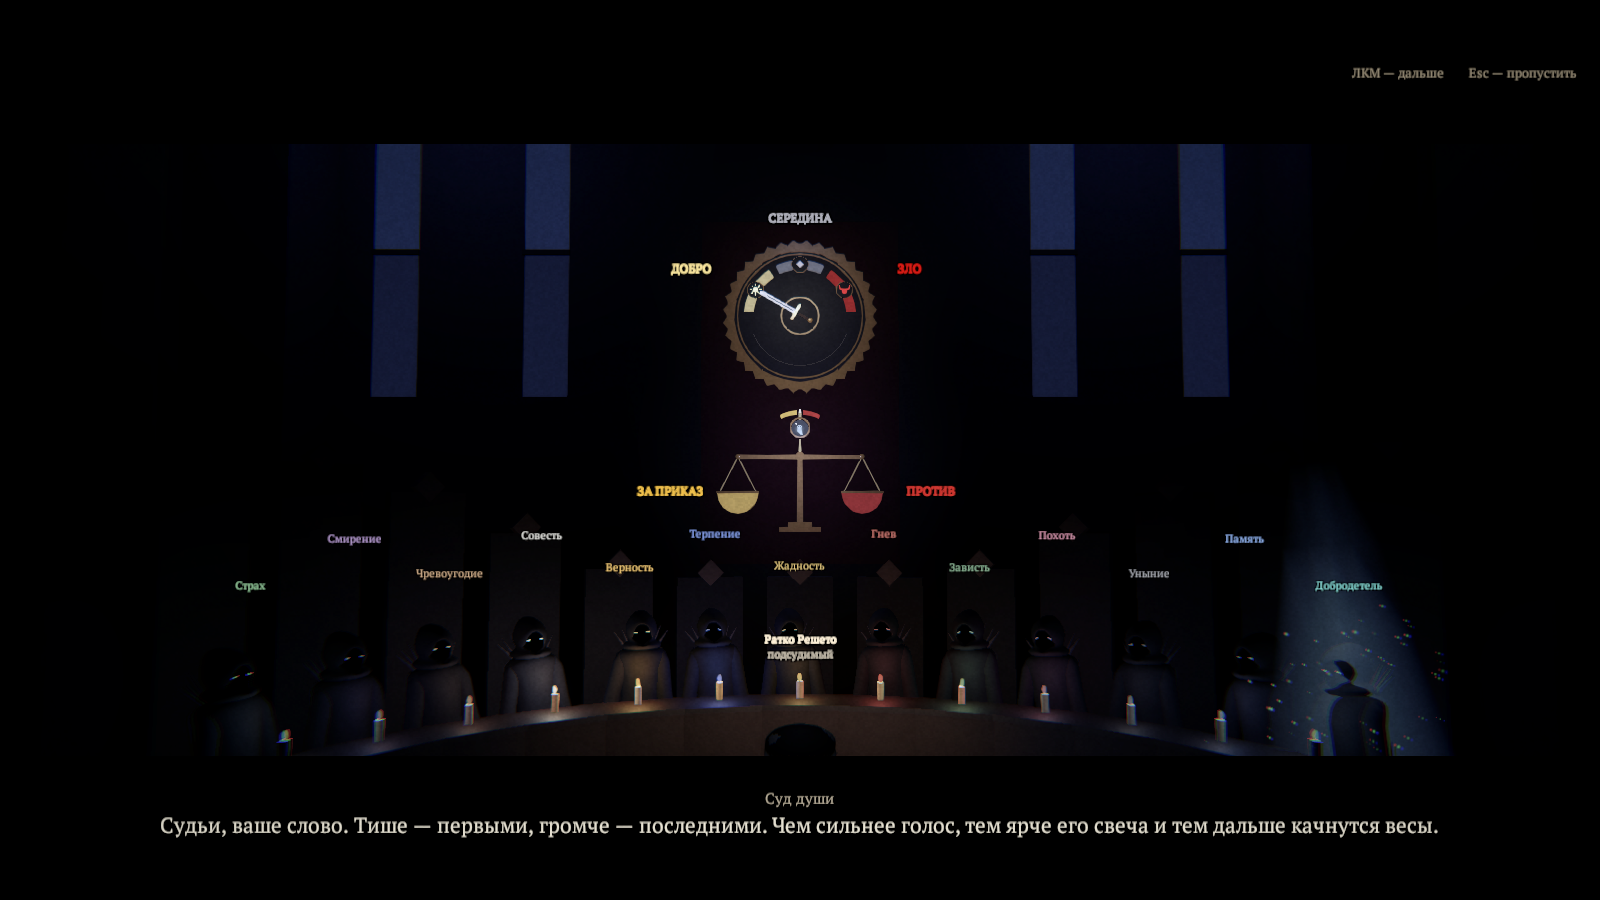 ЛКМ — дальше Esc — пропустить
СЕРЕДИНА
ДОБРО ЗЛО
ЗА ПРИКАЗ ПРОТИВ
Смирение Совесть Терпение Гнев Похоть Память
Страх Чревоугодие Верность Жадность Зависть Уныние Добродетель
Ратко Решето
подсудимый
Суд души
Судьи, ваше слово. Тише — первыми, громче — последними. Чем сильнее голос, тем ярче его свеча и тем дальше качнутся весы.